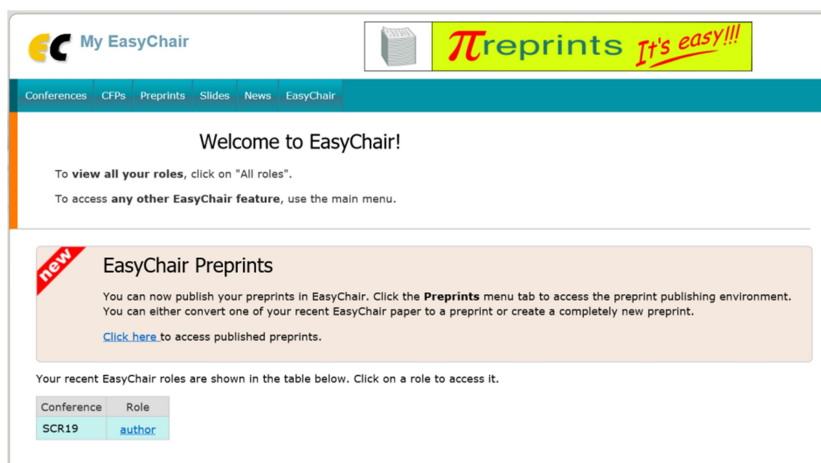 EC My EasyChair
πreprints It's easy!!!
Conferences CFPs Preprints Slides News EasyChair
Welcome to EasyChair!
To view all your roles, click on "All roles".
To access any other EasyChair feature, use the main menu.
new
EasyChair Preprints
You can now publish your preprints in EasyChair. Click the Preprints menu tab to access the preprint publishing environment.
You can either convert one of your recent EasyChair paper to a preprint or create a completely new preprint.
Click here to access published preprints.
Your recent EasyChair roles are shown in the table below. Click on a role to access it.
Conference Role
SCR19 author